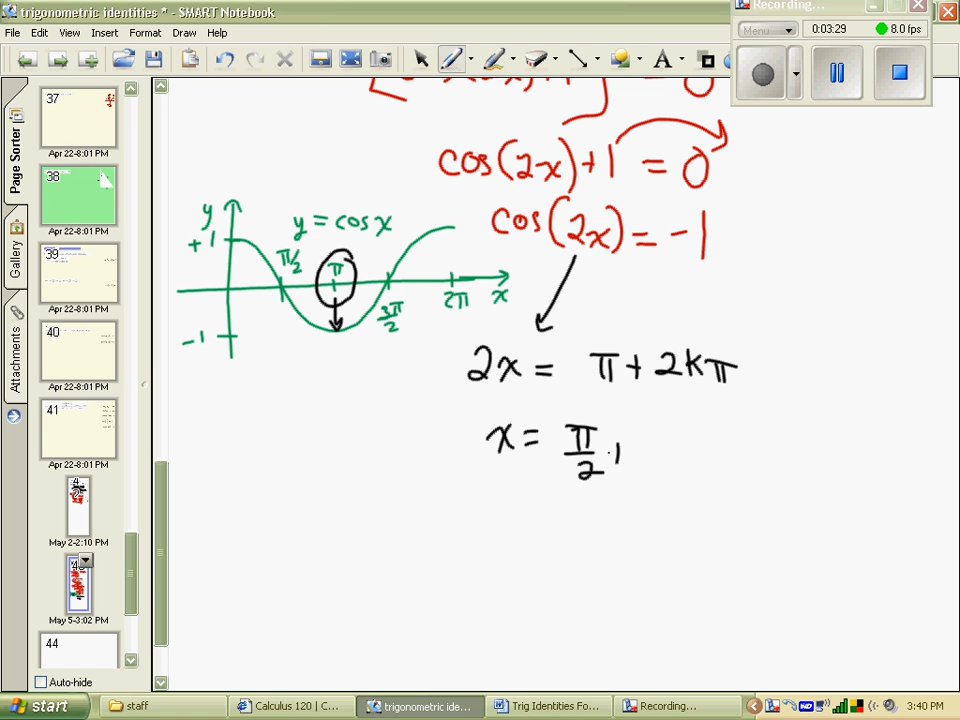 trigonometric identities * - SMART Notebook
Recording...
File Edit View Insert Format Draw Help
Menu
00:03:29
8.0 fps
Page Sorter
Gallery
Attachments
37
Apr 22-8:01 PM
38
Apr 22-8:01 PM
39
Apr 22-8:01 PM
40
Apr 22-8:01 PM
41
Apr 22-8:01 PM
May 2-2:10 PM
May 5-3:02 PM
44
Auto-hide
cos(2x)+1 = 0
cos(2x) = -1
y
y = cos x
+1
π/2
π
3π/2
2π
x
-1
2x = π + 2kπ
x = π/2
start
staff
Calculus 120 | C...
trigonometric ide...
Trig Identities Fo...
Recording...
3:40 PM